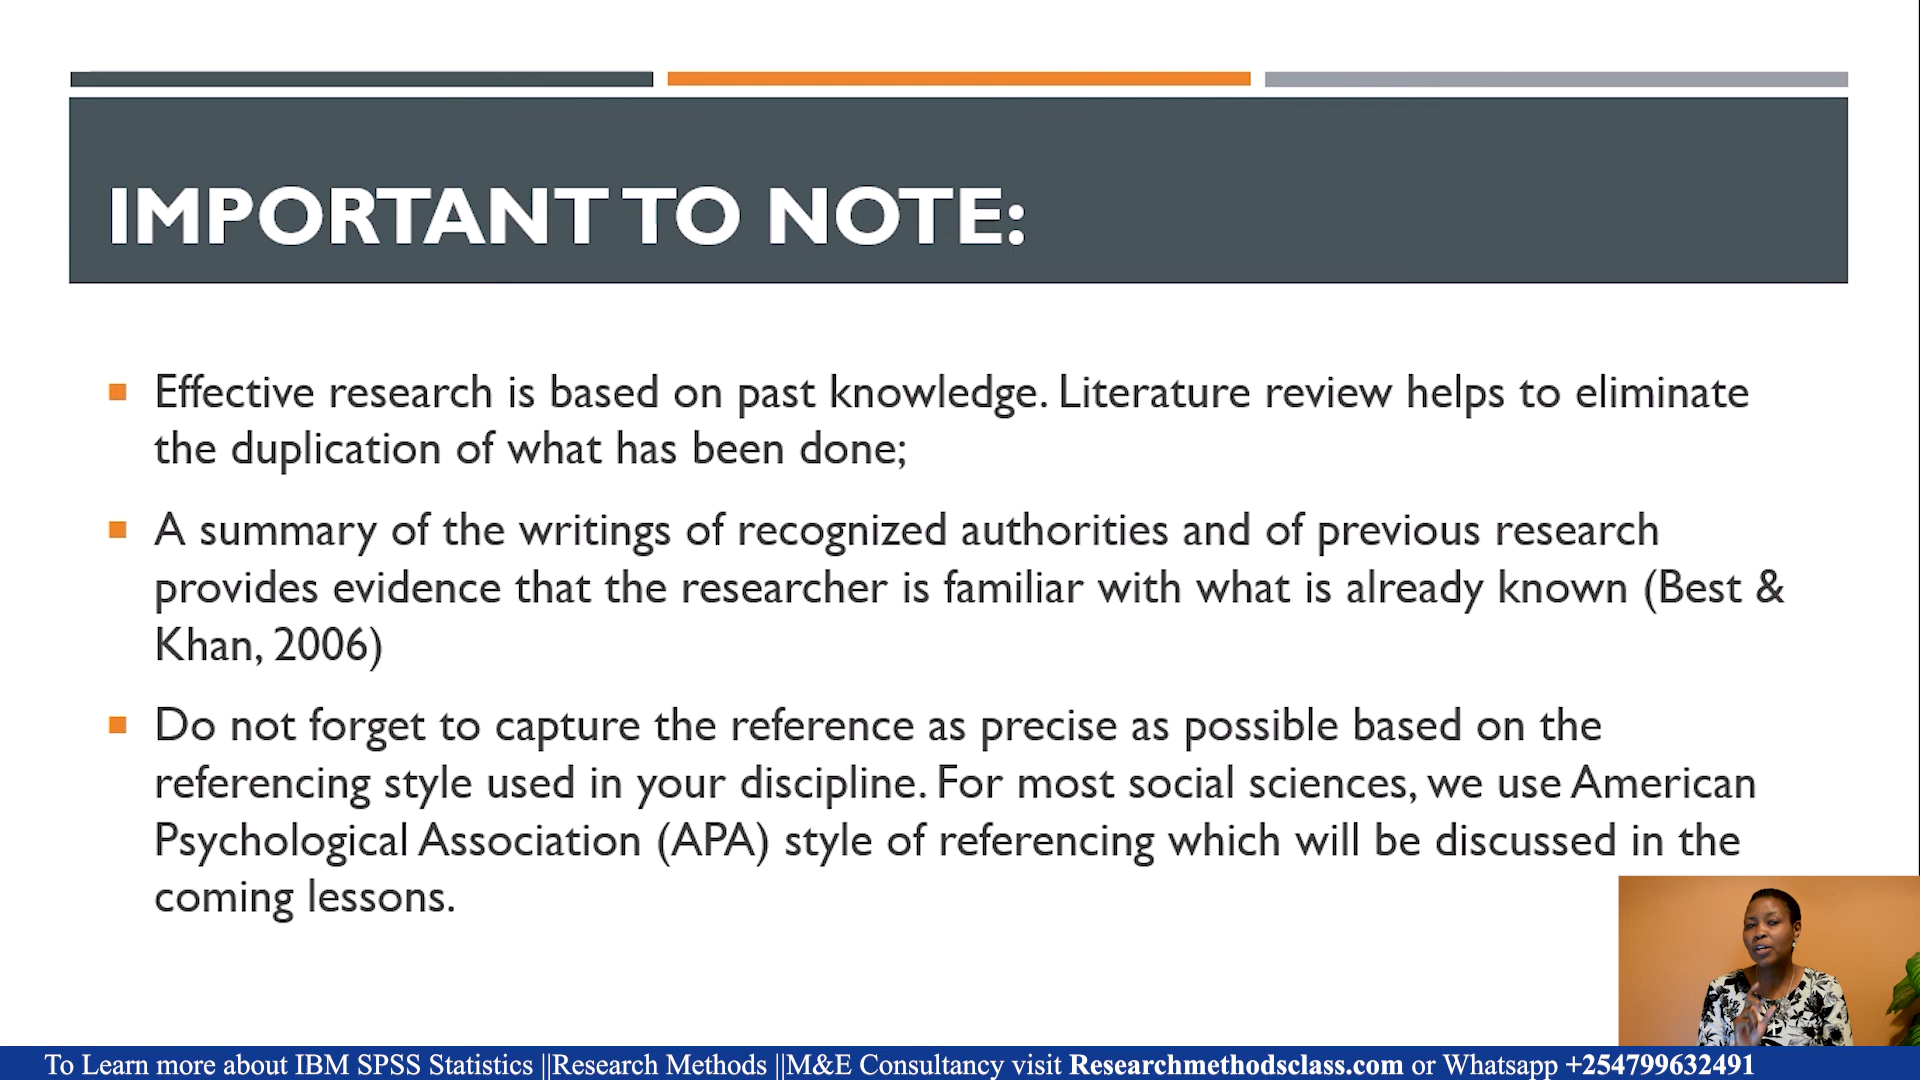 IMPORTANT TO NOTE:
Effective research is based on past knowledge. Literature review helps to eliminate
the duplication of what has been done;
A summary of the writings of recognized authorities and of previous research
provides evidence that the researcher is familiar with what is already known (Best &
Khan, 2006)
Do not forget to capture the reference as precise as possible based on the
referencing style used in your discipline. For most social sciences, we use American
Psychological Association (APA) style of referencing which will be discussed in the
coming lessons.
To Learn more about IBM SPSS Statistics ||Research Methods ||M&E Consultancy visit Researchmethodsclass.com or Whatsapp +254799632491